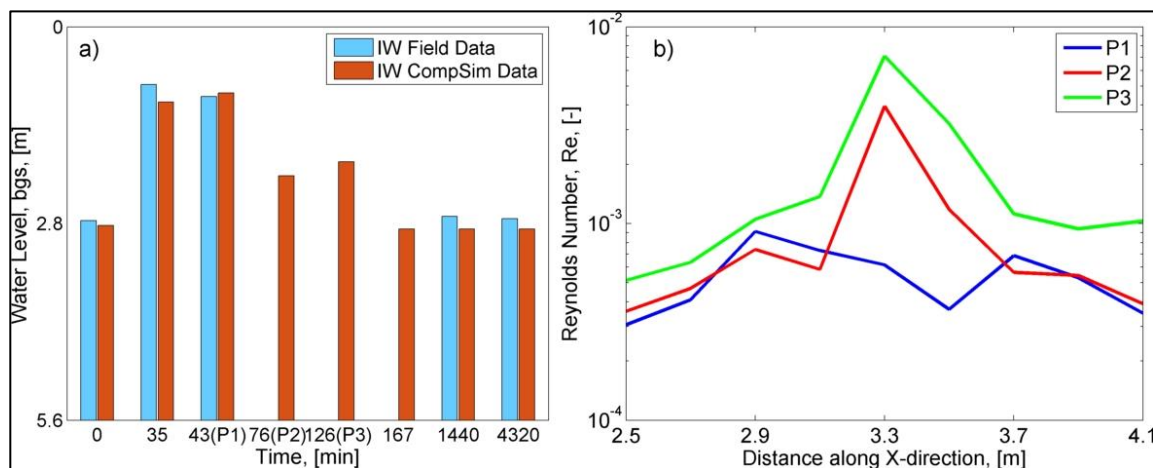 a)
IW Field Data
IW CompSim Data
Water Level, bgs, [m]
0
2.8
5.6
0 35 43(P1) 76(P2) 126(P3) 167 1440 4320
Time, [min]
b)
P1
P2
P3
Reynolds Number, Re, [-]
10^-2
10^-3
10^-4
2.5 2.9 3.3 3.7 4.1
Distance along X-direction, [m]